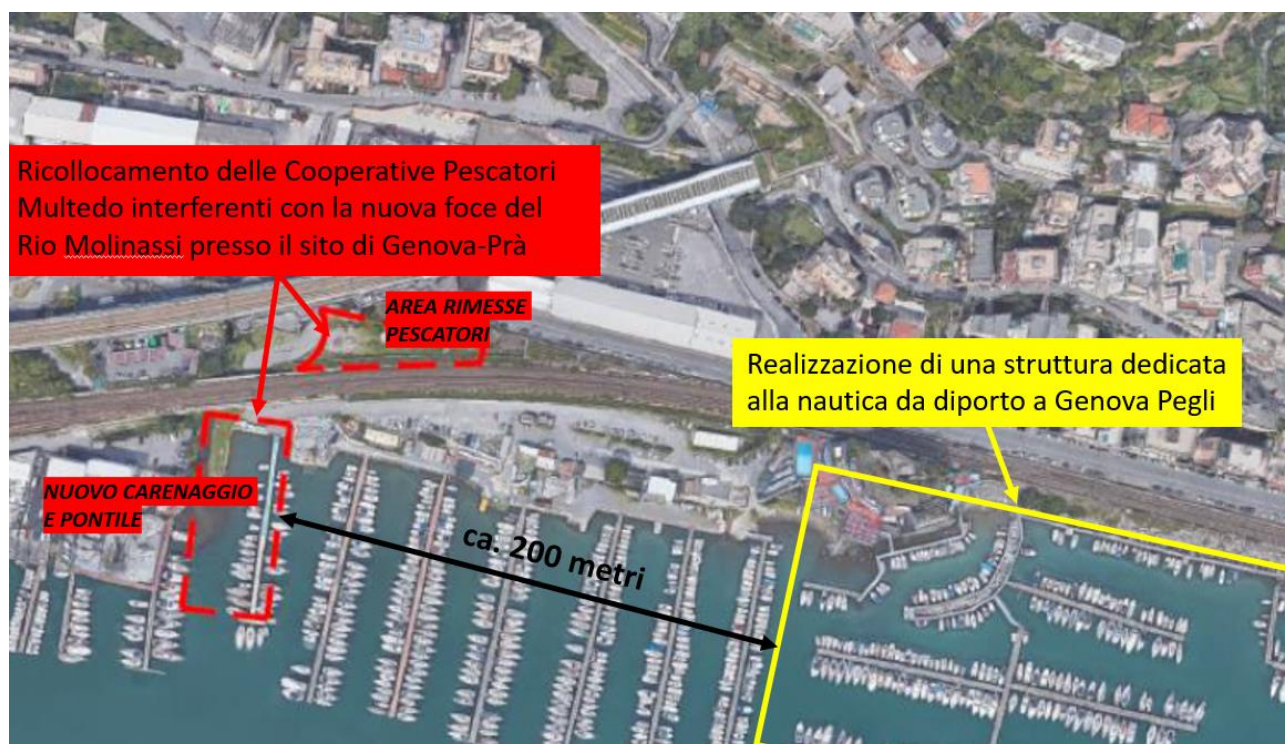 Ricollocamento delle Cooperative Pescatori
Multedo interferenti con la nuova foce del
Rio Molinassi presso il sito di Genova-Prà
AREA RIMESSE
PESCATORI
Realizzazione di una struttura dedicata
alla nautica da diporto a Genova Pegli
NUOVO CARENAGGIO
E PONTILE
ca. 200 metri